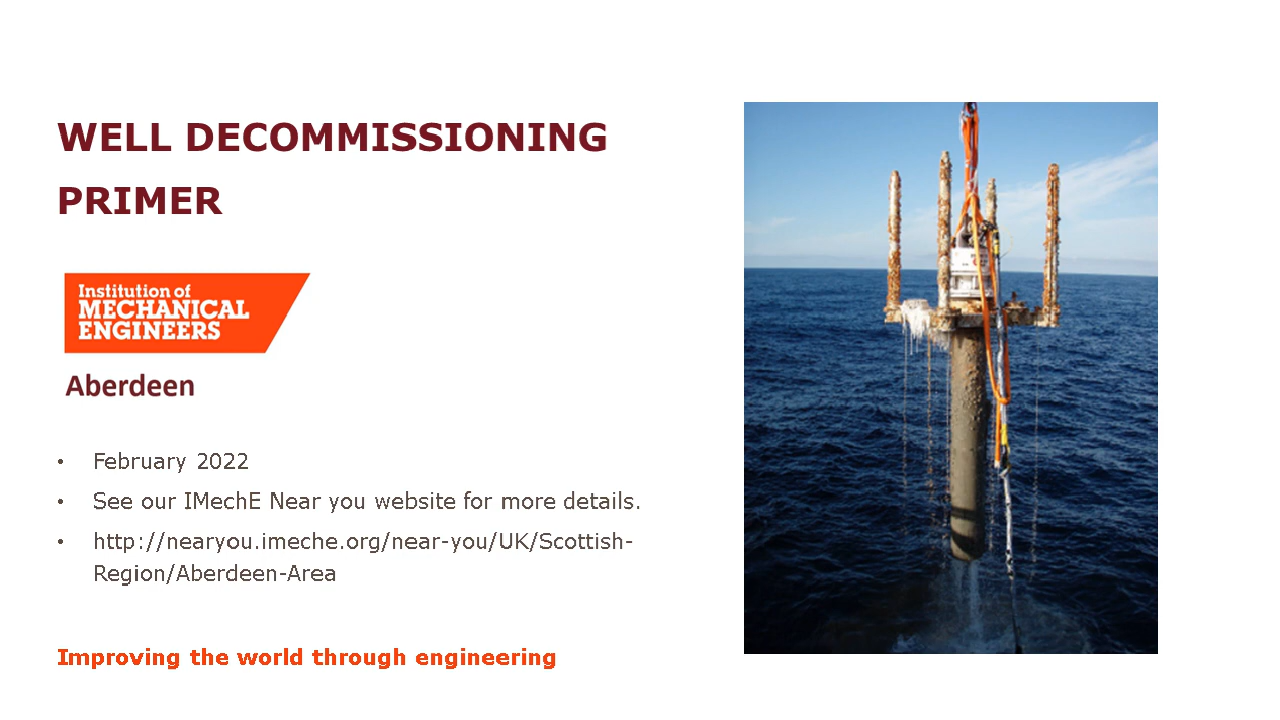 WELL DECOMMISSIONING
PRIMER
Institution of
MECHANICAL
ENGINEERS
Aberdeen
• February 2022
• See our IMechE Near you website for more details.
• http://nearyou.imeche.org/near-you/UK/Scottish-
Region/Aberdeen-Area
Improving the world through engineering